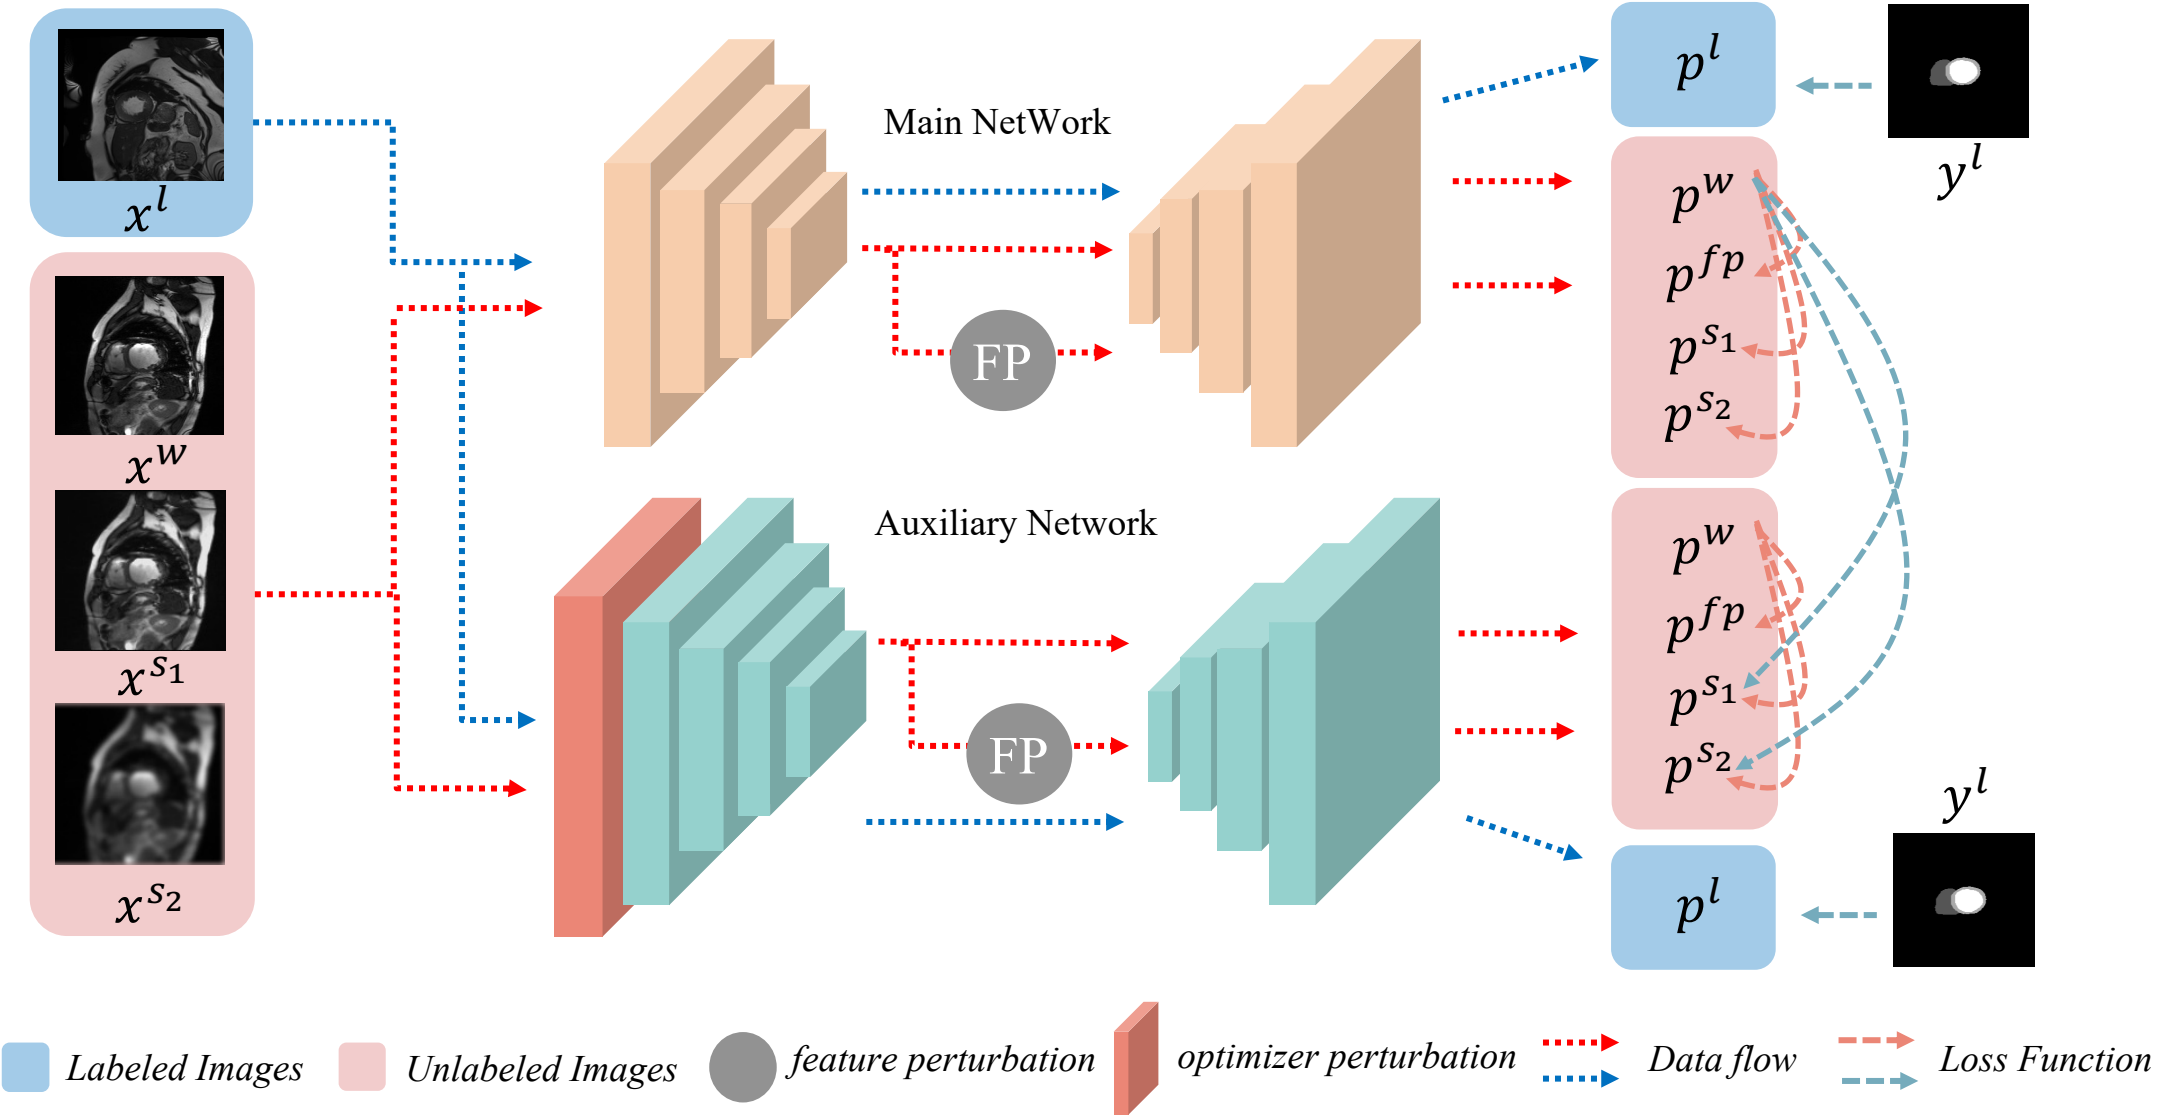 x^l
x^w
x^{s_1}
x^{s_2}
Main NetWork
FP
Auxiliary Network
FP
p^l
y^l
p^w
p^{fp}
p^{s_1}
p^{s_2}
p^w
p^{fp}
p^{s_1}
p^{s_2}
y^l
p^l
Labeled Images
Unlabeled Images
feature perturbation
optimizer perturbation
Data flow
Loss Function